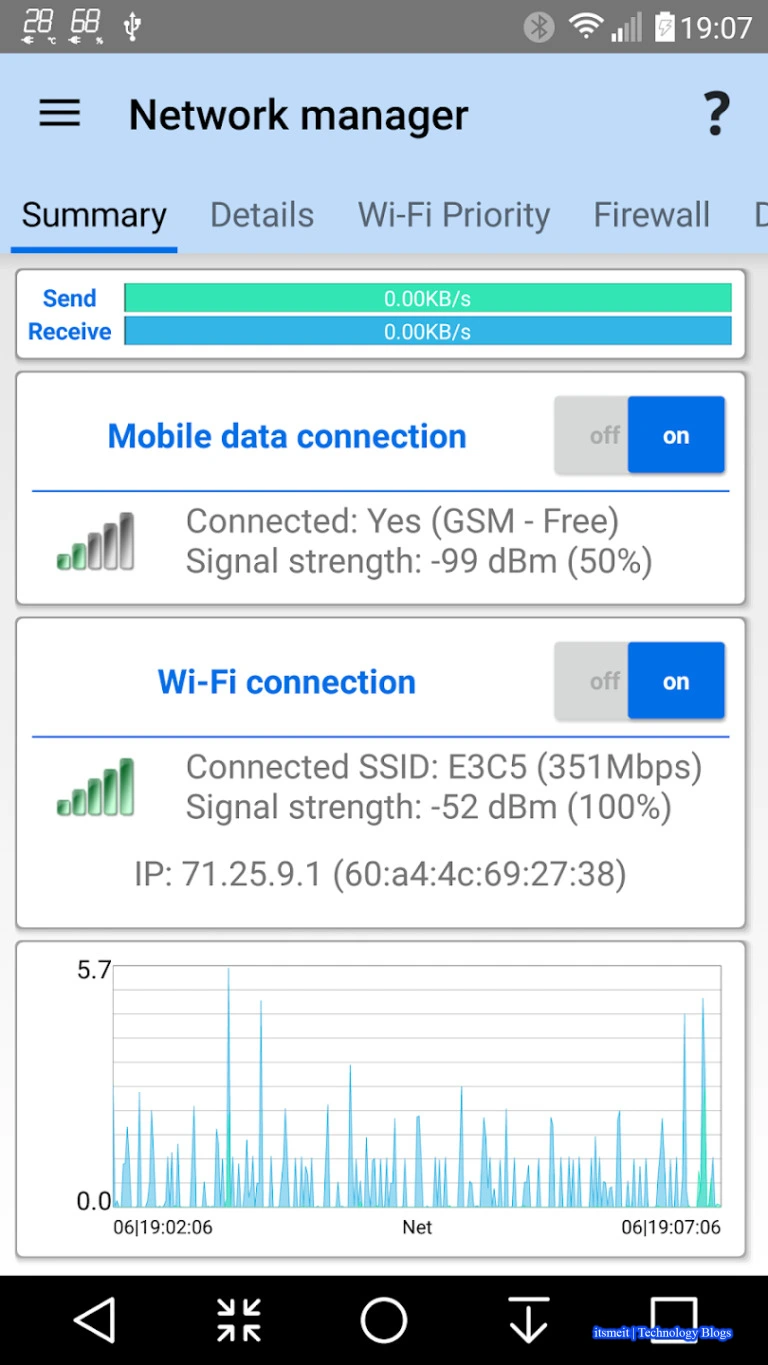 28 °C 68 % 19:07
Network manager ?
Summary Details Wi-Fi Priority Firewall D
Send 0.00KB/s
Receive 0.00KB/s
Mobile data connection off on
Connected: Yes (GSM - Free)
Signal strength: -99 dBm (50%)
Wi-Fi connection off on
Connected SSID: E3C5 (351Mbps)
Signal strength: -52 dBm (100%)
IP: 71.25.9.1 (60:a4:4c:69:27:38)
5.7
0.0
06|19:02:06 Net 06|19:07:06
itsmeit | Technology Blogs